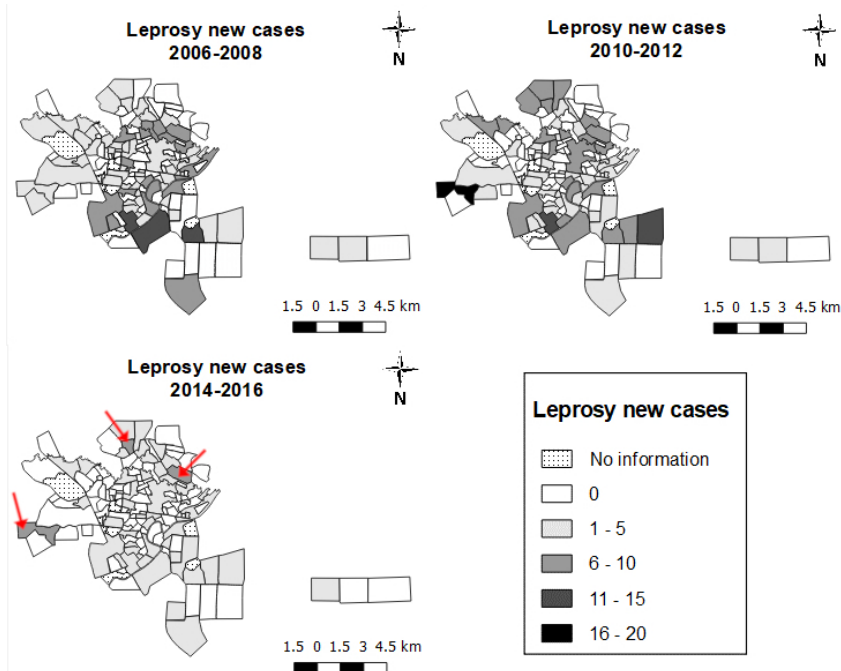 Leprosy new cases
2006-2008
N
1.5 0 1.5 3 4.5 km
Leprosy new cases
2010-2012
N
1.5 0 1.5 3 4.5 km
Leprosy new cases
2014-2016
N
1.5 0 1.5 3 4.5 km
Leprosy new cases
No information
0
1 - 5
6 - 10
11 - 15
16 - 20